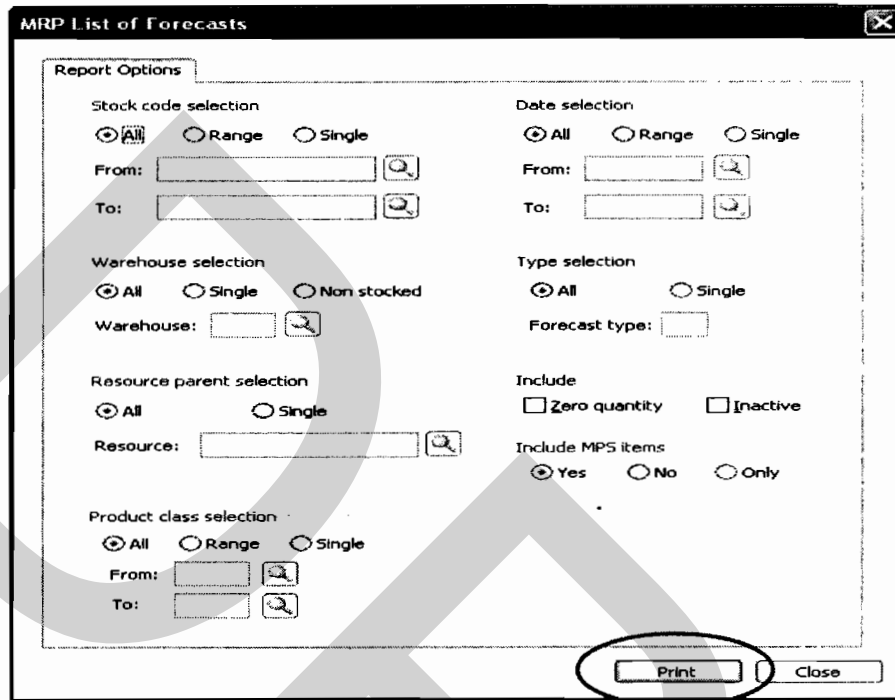 MRP List of Forecasts
Report Options
Stock code selection
All Range Single
From:
To:
Date selection
All Range Single
From:
To:
Warehouse selection
All Single Non stocked
Warehouse:
Type selection
All Single
Forecast type:
Resource parent selection
All Single
Resource:
Include
Zero quantity Inactive
Include MPS items
Yes No Only
Product class selection
All Range Single
From:
To:
Print Close